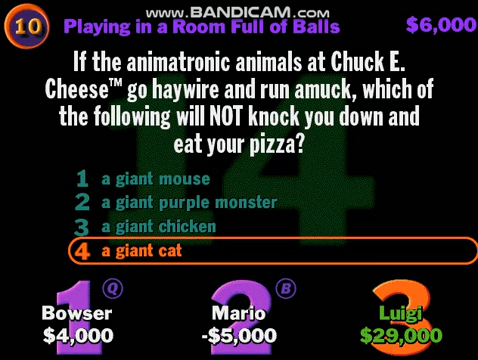 www.BANDICAM.com
10 Playing in a Room Full of Balls $6,000
If the animatronic animals at Chuck E.
Cheese™ go haywire and run amuck, which of
the following will NOT knock you down and
eat your pizza?
14
1 a giant mouse
2 a giant purple monster
3 a giant chicken
4 a giant cat
1 Q 2 B 3
Bowser Mario Luigi
$4,000 -$5,000 $29,000